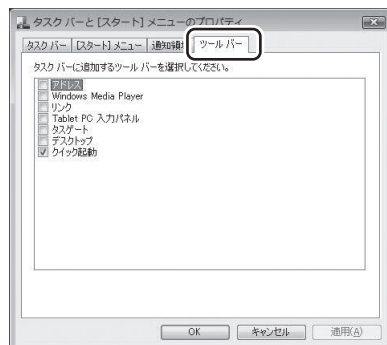 タスク バーと [スタート] メニューのプロパティ
タスク バー [スタート] メニュー 通知領域 ツール バー
タスク バーに追加するツール バーを選択してください。
アドレス
Windows Media Player
リンク
Tablet PC 入力パネル
タスゲート
デスクトップ
クイック起動
OK キャンセル 適用(A)